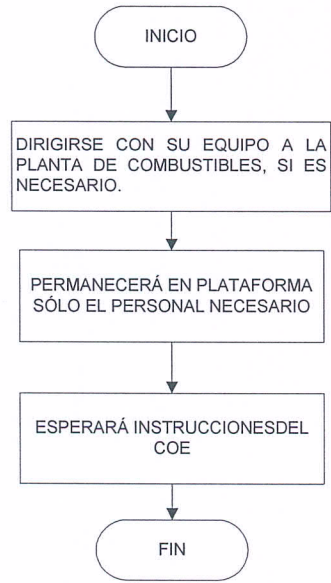 INICIO
DIRIGIRSE CON SU EQUIPO A LA
PLANTA DE COMBUSTIBLES, SI ES
NECESARIO.
PERMANECERÁ EN PLATAFORMA
SÓLO EL PERSONAL NECESARIO
ESPERARÁ INSTRUCCIONESDEL
COE
FIN